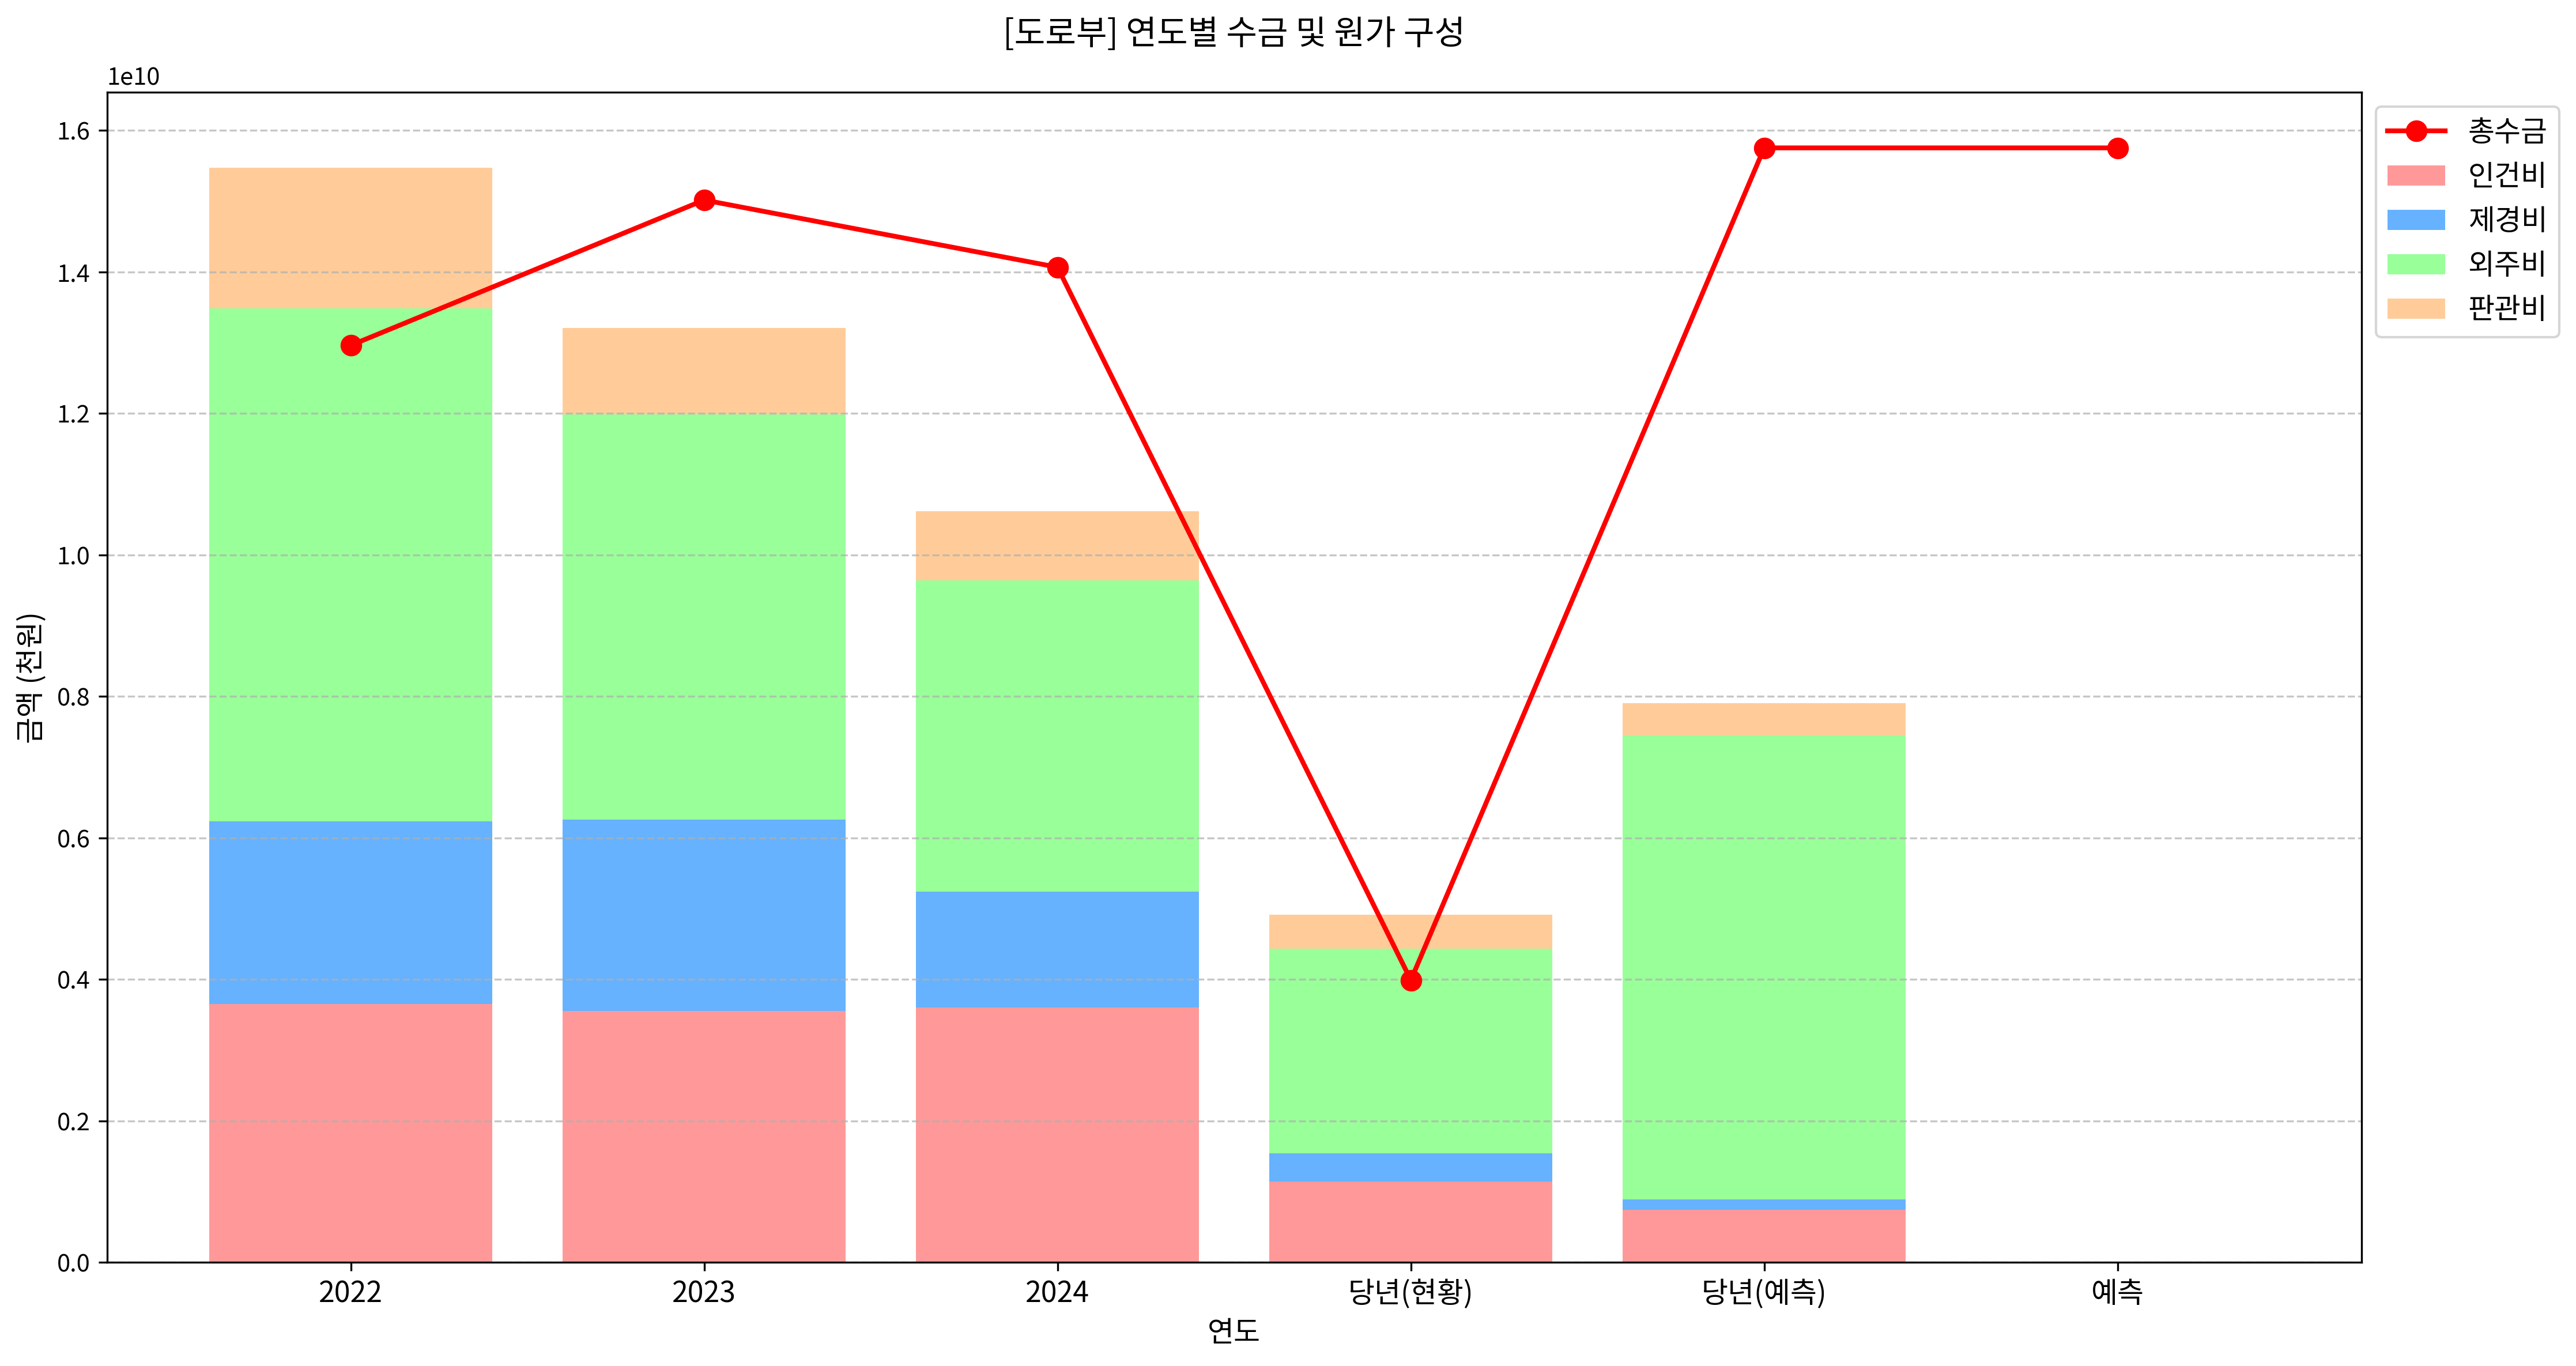 [도로부] 연도별 수금 및 원가 구성
1e10
1.6
1.4
1.2
1.0
0.8
0.6
0.4
0.2
0.0
금액 (천원)
2022
2023
2024
당년(현황)
당년(예측)
예측
연도
총수금
인건비
제경비
외주비
판관비